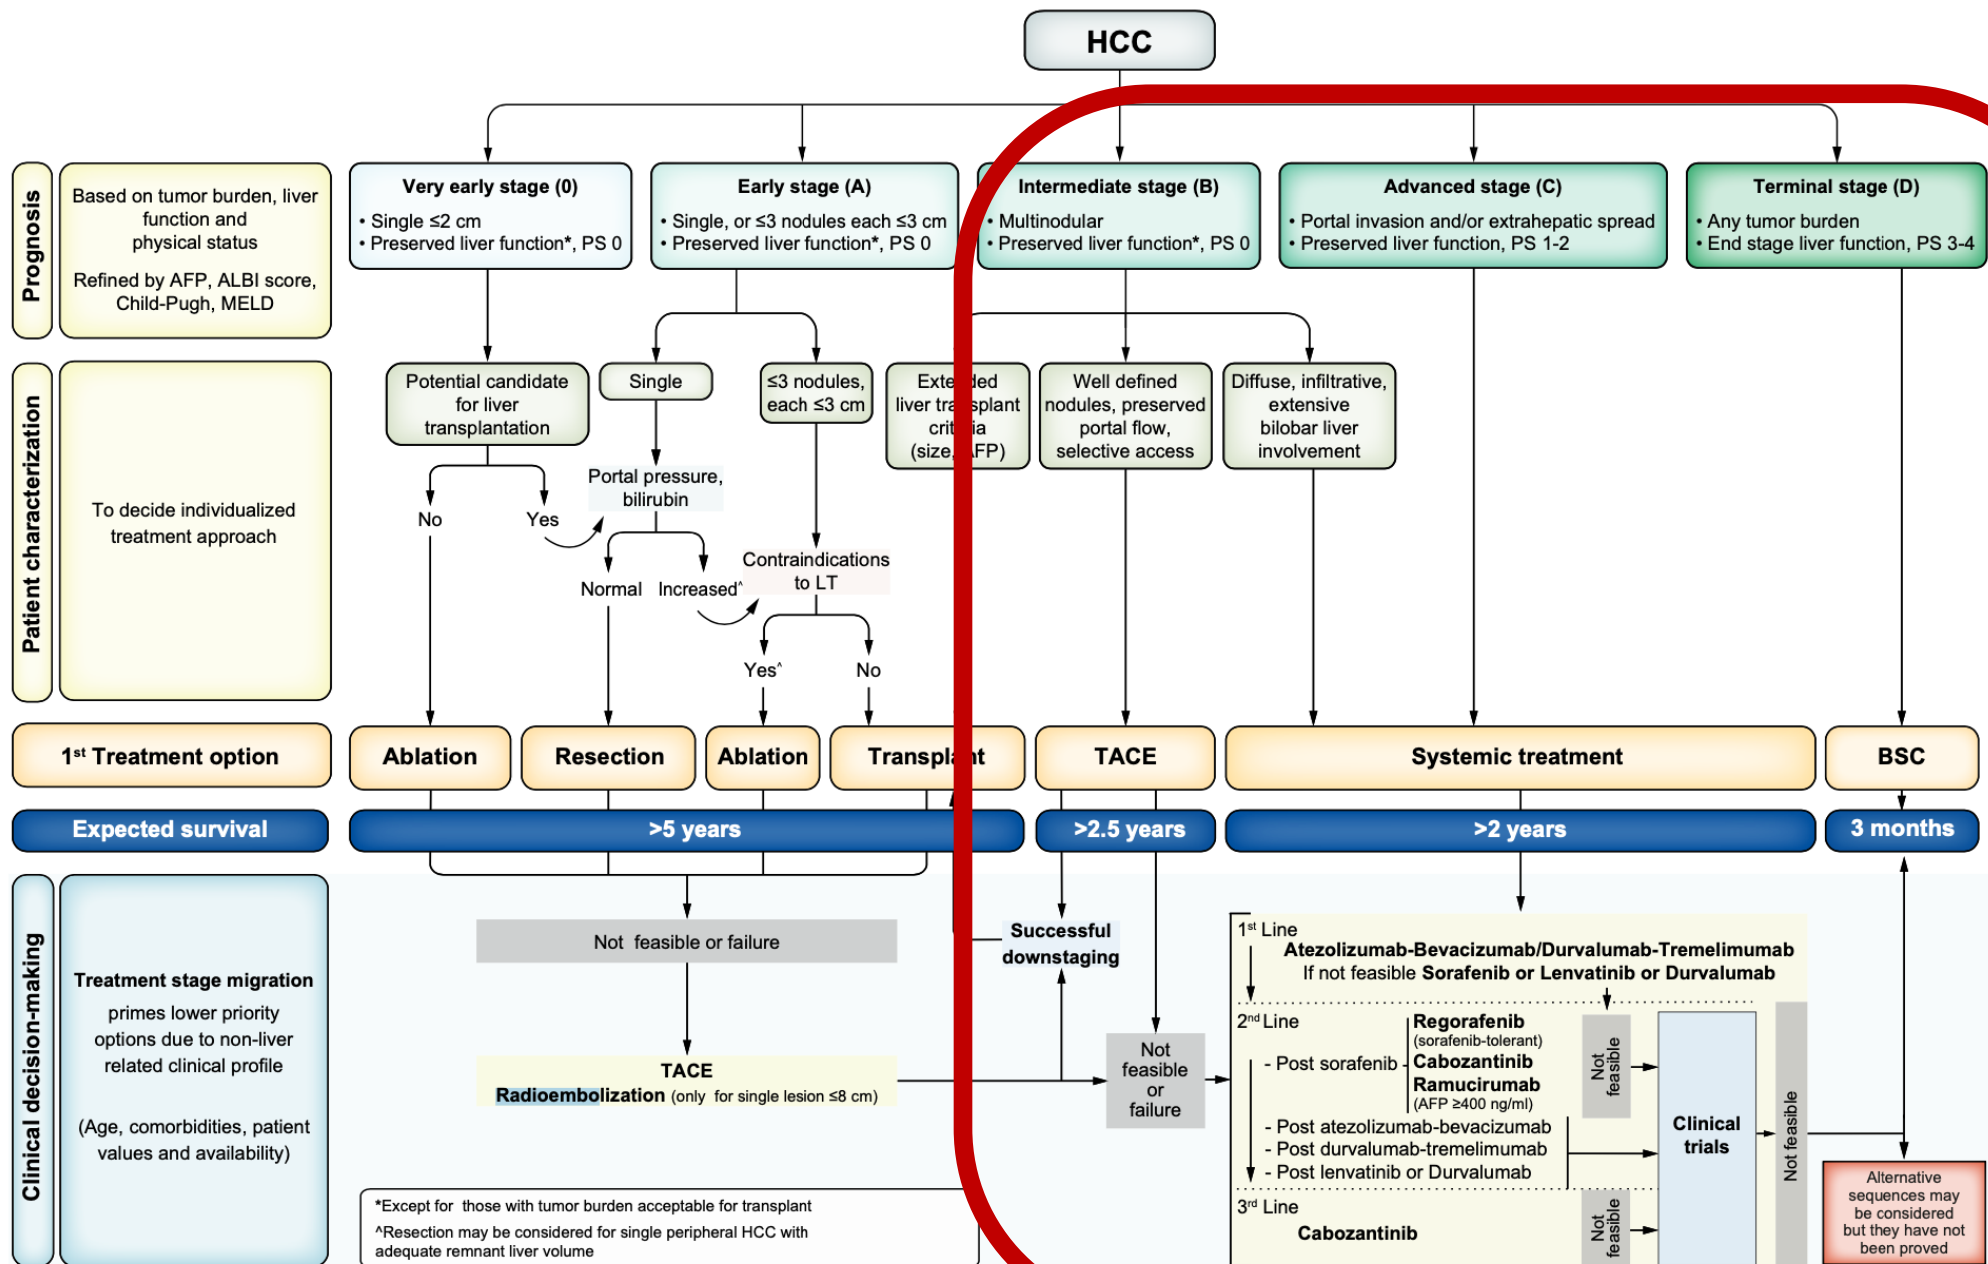 HCC
Prognosis
Based on tumor burden, liver
function and
physical status
Refined by AFP, ALBI score,
Child-Pugh, MELD
Very early stage (0)
• Single ≤2 cm
• Preserved liver function*, PS 0
Early stage (A)
• Single, or ≤3 nodules each ≤3 cm
• Preserved liver function*, PS 0
Intermediate stage (B)
• Multinodular
• Preserved liver function*, PS 0
Advanced stage (C)
• Portal invasion and/or extrahepatic spread
• Preserved liver function, PS 1-2
Terminal stage (D)
• Any tumor burden
• End stage liver function, PS 3-4
Patient characterization
To decide individualized
treatment approach
Potential candidate
for liver
transplantation
No
Yes
Single
Portal pressure,
bilirubin
Normal
Increased^
≤3 nodules,
each ≤3 cm
Contraindications
to LT
Yes^
No
Extended
liver transplant
criteria
(size, AFP)
Well defined
nodules, preserved
portal flow,
selective access
Diffuse, infiltrative,
extensive
bilobar liver
involvement
1st Treatment option
Ablation
Resection
Ablation
Transplant
TACE
Systemic treatment
BSC
Expected survival
>5 years
>2.5 years
>2 years
3 months
Clinical decision-making
Treatment stage migration
primes lower priority
options due to non-liver
related clinical profile
(Age, comorbidities, patient
values and availability)
Not feasible or failure
TACE
Radioembolization (only for single lesion ≤8 cm)
Successful
downstaging
Not
feasible
or
failure
1st Line
Atezolizumab-Bevacizumab/Durvalumab-Tremelimumab
If not feasible Sorafenib or Lenvatinib or Durvalumab
2nd Line
- Post sorafenib
Regorafenib
(sorafenib-tolerant)
Cabozantinib
Ramucirumab
(AFP ≥400 ng/ml)
- Post atezolizumab-bevacizumab
- Post durvalumab-tremelimumab
- Post lenvatinib or Durvalumab
Not
feasible
3rd Line
Cabozantinib
Not
feasible
Clinical
trials
Not feasible
Alternative
sequences may
be considered
but they have not
been proved
*Except for those with tumor burden acceptable for transplant
^Resection may be considered for single peripheral HCC with
adequate remnant liver volume